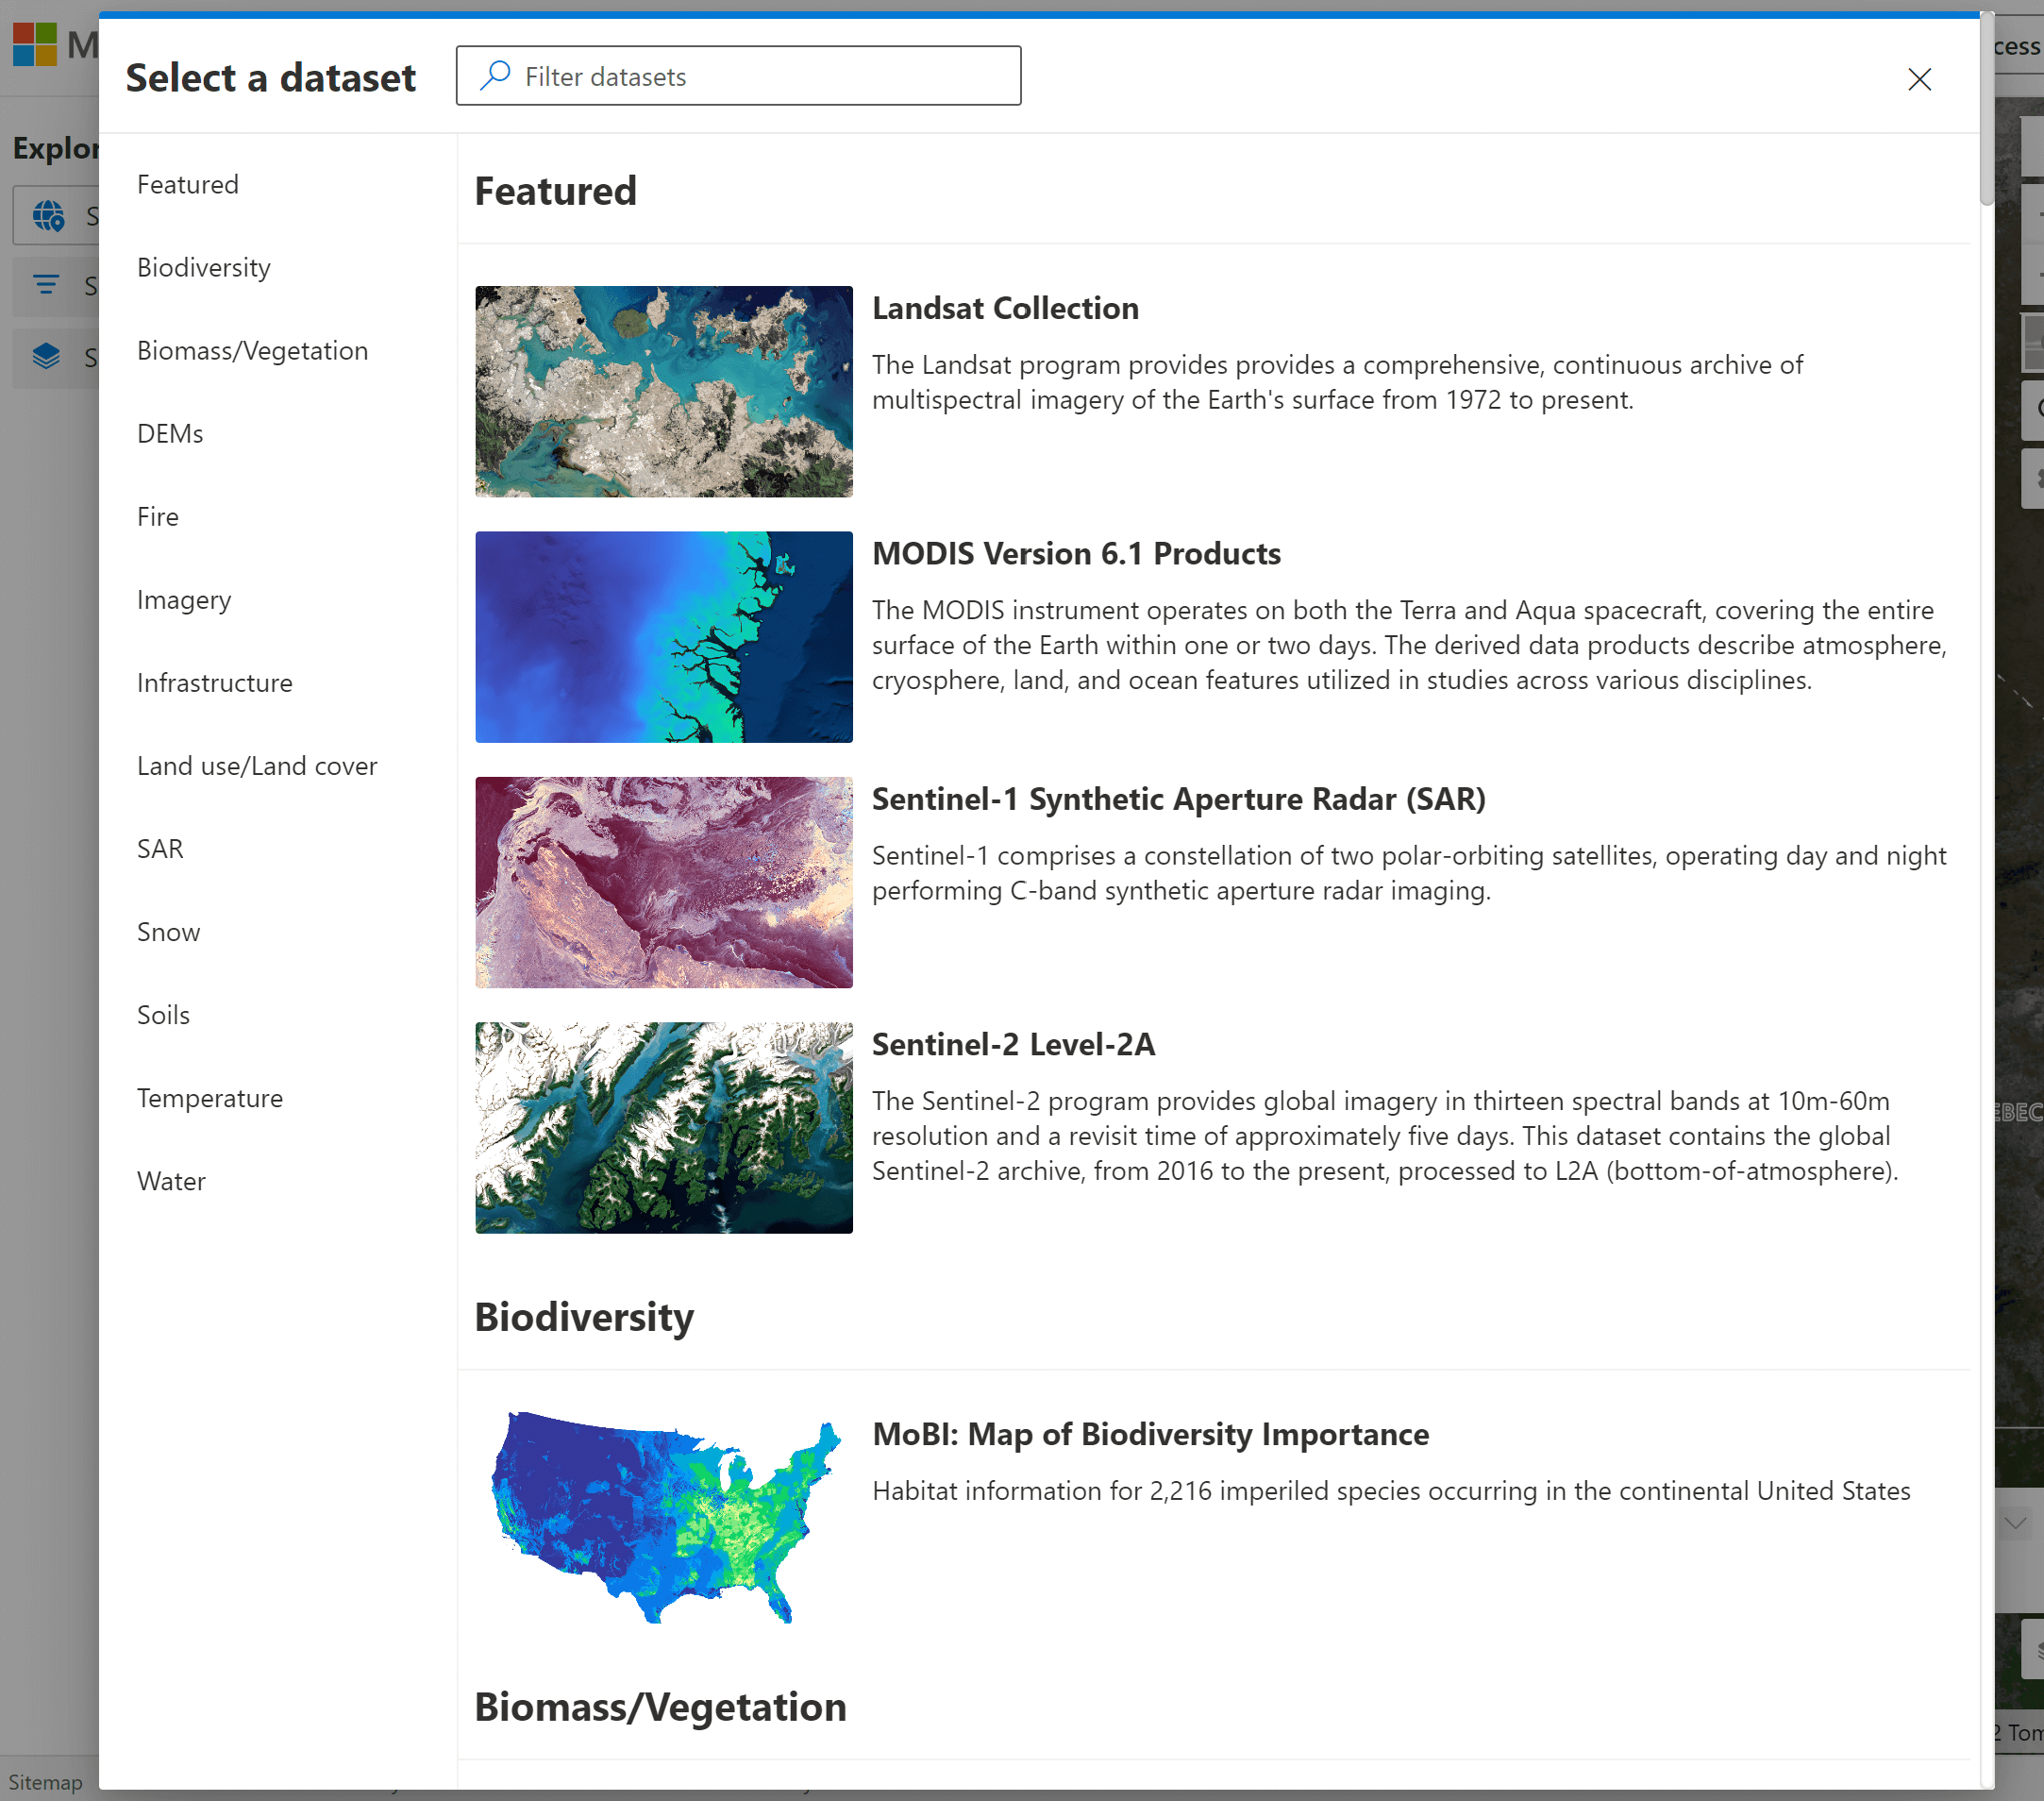 M
Select a dataset
Filter datasets
cess
Explor
S
S
S
Featured
Biodiversity
Biomass/Vegetation
DEMs
Fire
Imagery
Infrastructure
Land use/Land cover
SAR
Snow
Soils
Temperature
Water
Featured
Landsat Collection
The Landsat program provides provides a comprehensive, continuous archive of
multispectral imagery of the Earth's surface from 1972 to present.
MODIS Version 6.1 Products
The MODIS instrument operates on both the Terra and Aqua spacecraft, covering the entire
surface of the Earth within one or two days. The derived data products describe atmosphere,
cryosphere, land, and ocean features utilized in studies across various disciplines.
Sentinel-1 Synthetic Aperture Radar (SAR)
Sentinel-1 comprises a constellation of two polar-orbiting satellites, operating day and night
performing C-band synthetic aperture radar imaging.
Sentinel-2 Level-2A
The Sentinel-2 program provides global imagery in thirteen spectral bands at 10m-60m
resolution and a revisit time of approximately five days. This dataset contains the global
Sentinel-2 archive, from 2016 to the present, processed to L2A (bottom-of-atmosphere).
Biodiversity
MoBI: Map of Biodiversity Importance
Habitat information for 2,216 imperiled species occurring in the continental United States
Biomass/Vegetation
EBEC
2 Tom
Sitemap